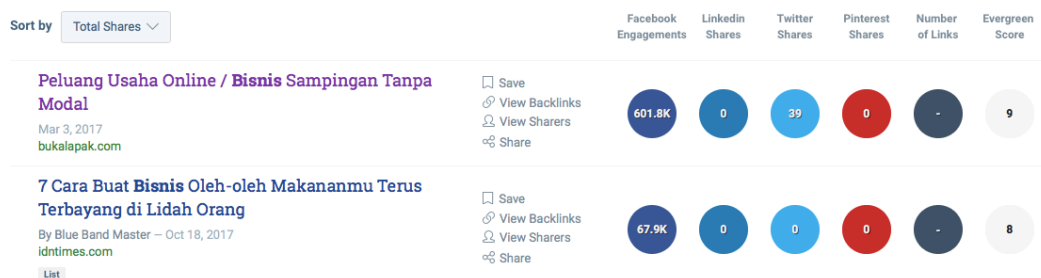 Sort by Total Shares
Facebook Engagements
Linkedin Shares
Twitter Shares
Pinterest Shares
Number of Links
Evergreen Score
Peluang Usaha Online / Bisnis Sampingan Tanpa
Modal
Mar 3, 2017
bukalapak.com
Save
View Backlinks
View Sharers
Share
601.8K
0
39
0
-
9
7 Cara Buat Bisnis Oleh-oleh Makananmu Terus
Terbayang di Lidah Orang
By Blue Band Master – Oct 18, 2017
idntimes.com
List
Save
View Backlinks
View Sharers
Share
67.9K
0
0
0
-
8